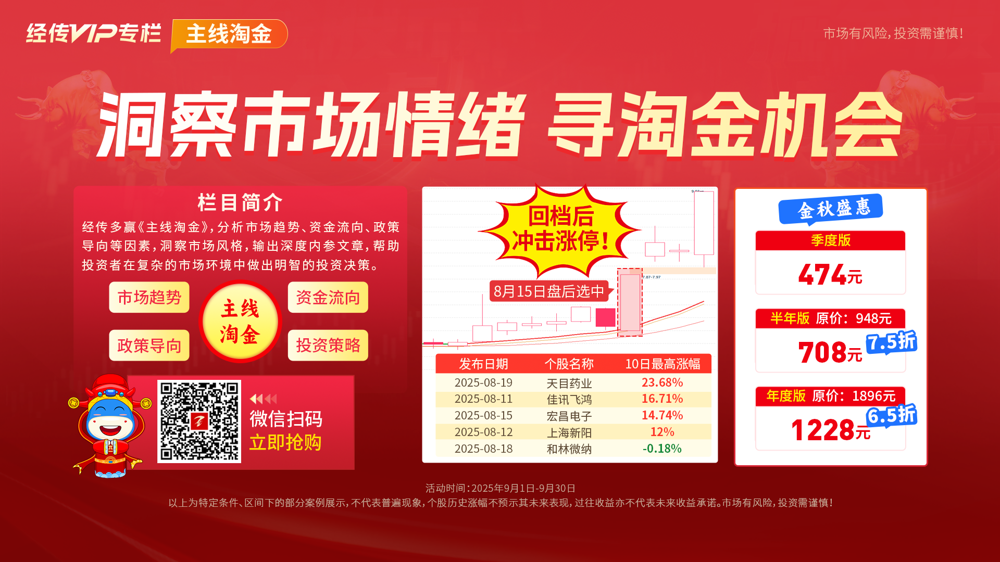 经传VIP专栏
主线淘金
市场有风险，投资需谨慎！
洞察市场情绪 寻淘金机会
栏目简介
经传多赢《主线淘金》，分析市场趋势、资金流向、政策
导向等因素，洞察市场风格，输出深度内参文章，帮助
投资者在复杂的市场环境中做出明智的投资决策。
市场趋势
资金流向
主线
淘金
政策导向
投资策略
微信扫码
立即抢购
回档后
冲击涨停！
8月15日盘后选中
7.87-7.97
发布日期 个股名称 10日最高涨幅
2025-08-19 天目药业 23.68%
2025-08-11 佳讯飞鸿 16.71%
2025-08-15 宏昌电子 14.74%
2025-08-12 上海新阳 12%
2025-08-18 和林微纳 -0.18%
金秋盛惠
季度版
474元
半年版 原价：948元
708元
7.5折
年度版 原价：1896元
1228元
6.5折
活动时间：2025年9月1日-9月30日
以上为特定条件、区间下的部分案例展示，不代表普遍现象，个股历史涨幅不预示其未来表现，过往收益亦不代表未来收益承诺。市场有风险，投资需谨慎！